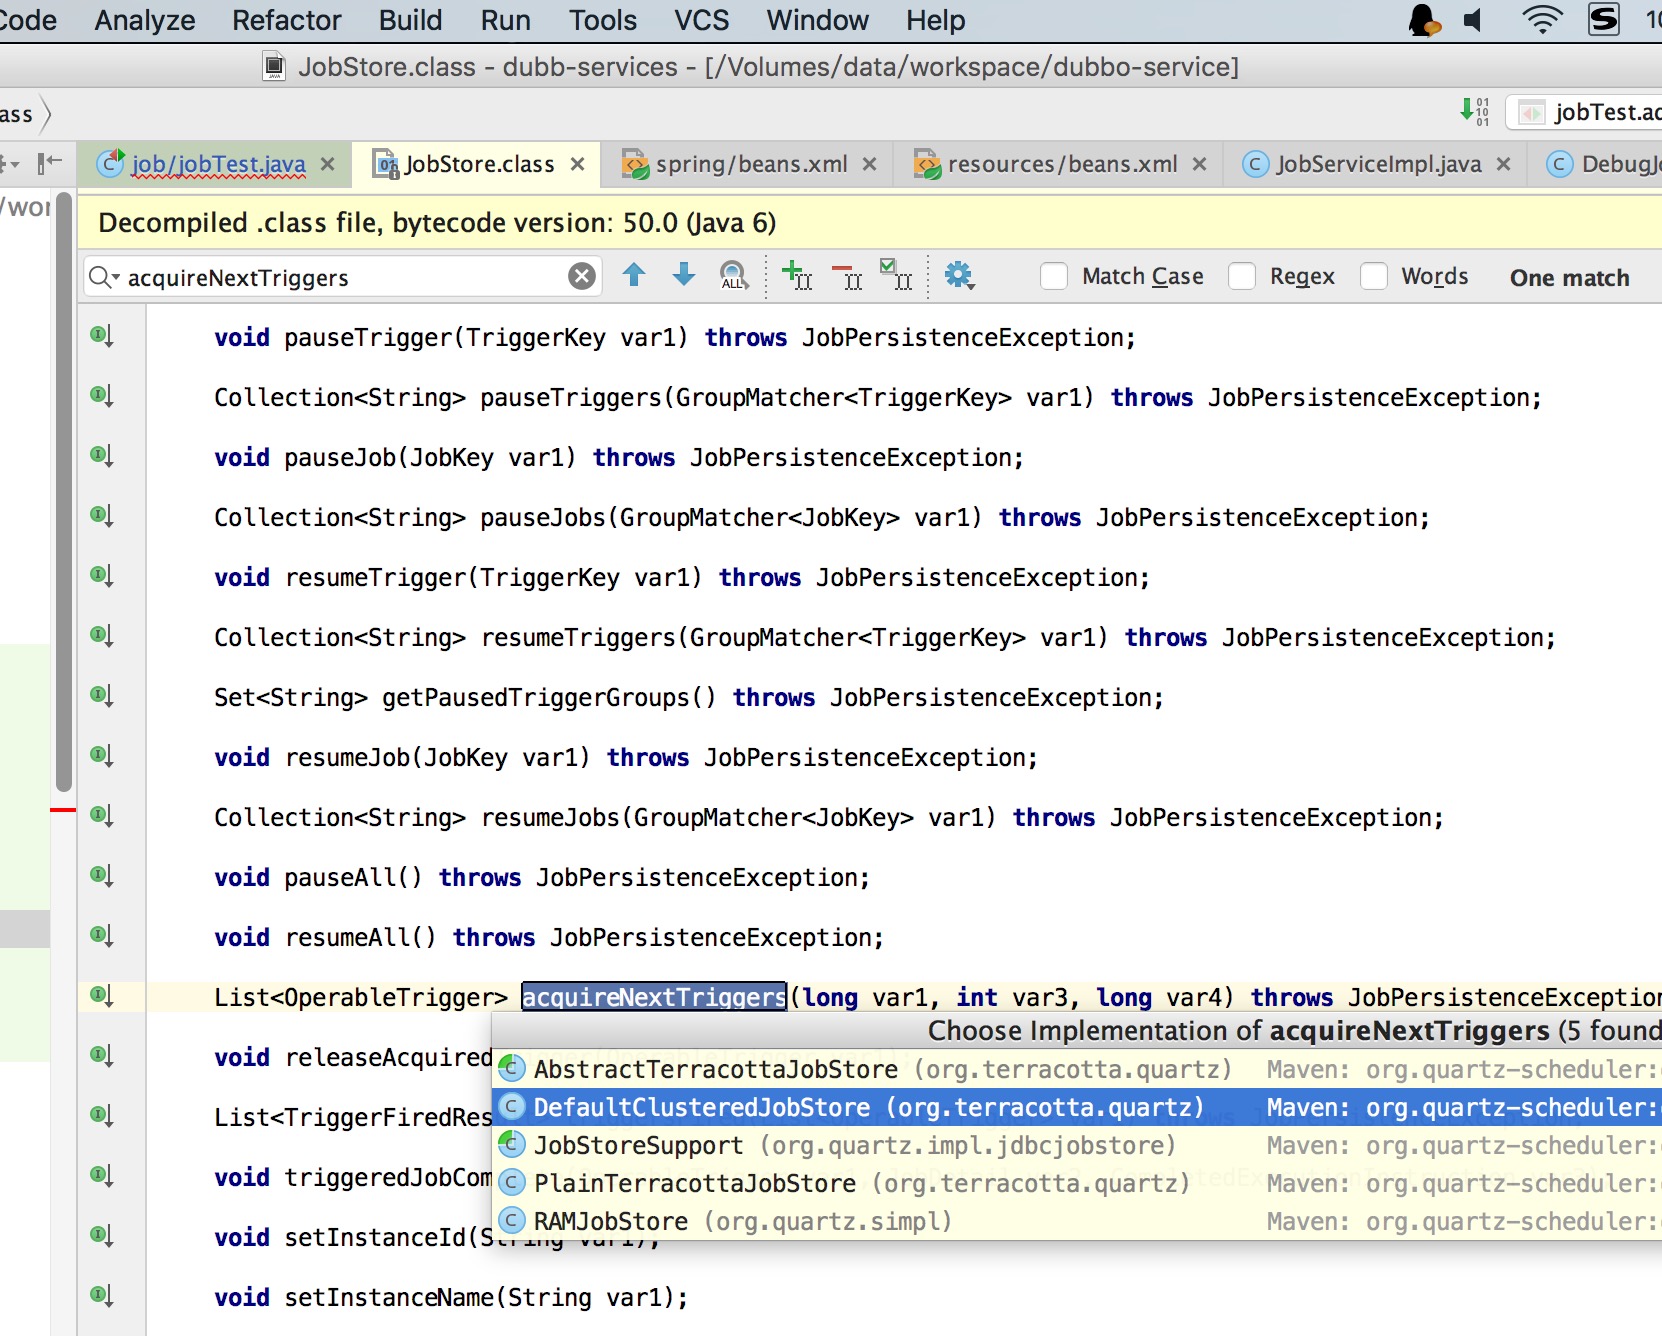 Code Analyze Refactor Build Run Tools VCS Window Help
JobStore.class - dubb-services - [/Volumes/data/workspace/dubbo-service]
ass
jobTest.ad
job/jobTest.java JobStore.class spring/beans.xml resources/beans.xml JobServiceImpl.java DebugJo
/wor
Decompiled .class file, bytecode version: 50.0 (Java 6)
acquireNextTriggers Match Case Regex Words One match
void pauseTrigger(TriggerKey var1) throws JobPersistenceException;
Collection<String> pauseTriggers(GroupMatcher<TriggerKey> var1) throws JobPersistenceException;
void pauseJob(JobKey var1) throws JobPersistenceException;
Collection<String> pauseJobs(GroupMatcher<JobKey> var1) throws JobPersistenceException;
void resumeTrigger(TriggerKey var1) throws JobPersistenceException;
Collection<String> resumeTriggers(GroupMatcher<TriggerKey> var1) throws JobPersistenceException;
Set<String> getPausedTriggerGroups() throws JobPersistenceException;
void resumeJob(JobKey var1) throws JobPersistenceException;
Collection<String> resumeJobs(GroupMatcher<JobKey> var1) throws JobPersistenceException;
void pauseAll() throws JobPersistenceException;
void resumeAll() throws JobPersistenceException;
List<OperableTrigger> acquireNextTriggers(long var1, int var3, long var4) throws JobPersistenceException
Choose Implementation of acquireNextTriggers (5 found
void releaseAcquired
AbstractTerracottaJobStore (org.terracotta.quartz) Maven: org.quartz-scheduler:
DefaultClusteredJobStore (org.terracotta.quartz) Maven: org.quartz-scheduler:
List<TriggerFiredRes
JobStoreSupport (org.quartz.impl.jdbcjobstore) Maven: org.quartz-scheduler:
void triggeredJobCom
PlainTerracottaJobStore (org.terracotta.quartz) Maven: org.quartz-scheduler:
RAMJobStore (org.quartz.simpl) Maven: org.quartz-scheduler:
void setInstanceId(String var1);
void setInstanceName(String var1);